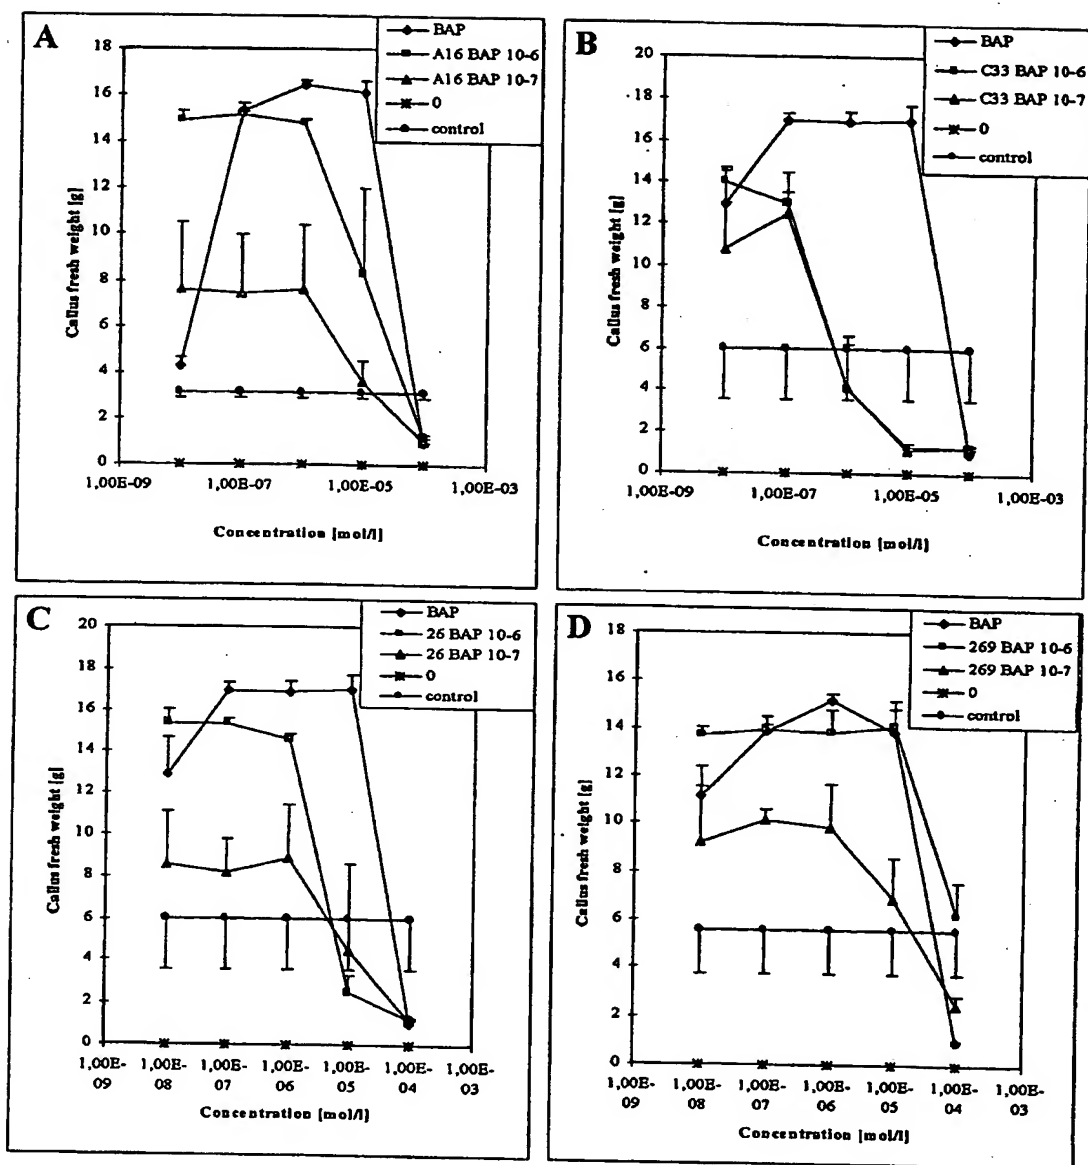 A
BAP
A16 BAP 10-6
A16 BAP 10-7
0
control
18
16
14
12
10
8
6
4
2
0
Callus fresh weight [g]
1,00E-09
1,00E-07
1,00E-05
1,00E-03
Concentration [mol/l]
B
BAP
C33 BAP 10-6
C33 BAP 10-7
0
control
20
18
16
14
12
10
8
6
4
2
0
Callus fresh weight [g]
1,00E-09
1,00E-07
1,00E-05
1,00E-03
Concentration [mol/l]
C
BAP
26 BAP 10-6
26 BAP 10-7
0
control
20
18
16
14
12
10
8
6
4
2
0
Callus fresh weight [g]
1,00E- 1,00E- 1,00E- 1,00E- 1,00E- 1,00E- 1,00E-
09 08 07 06 05 04 03
Concentration [mol/l]
D
BAP
269 BAP 10-6
269 BAP 10-7
0
control
18
16
14
12
10
8
6
4
2
0
Callus fresh weight [g]
1,00E- 1,00E- 1,00E- 1,00E- 1,00E- 1,00E- 1,00E-
09 08 07 06 05 04 03
Concentration [mol/l]